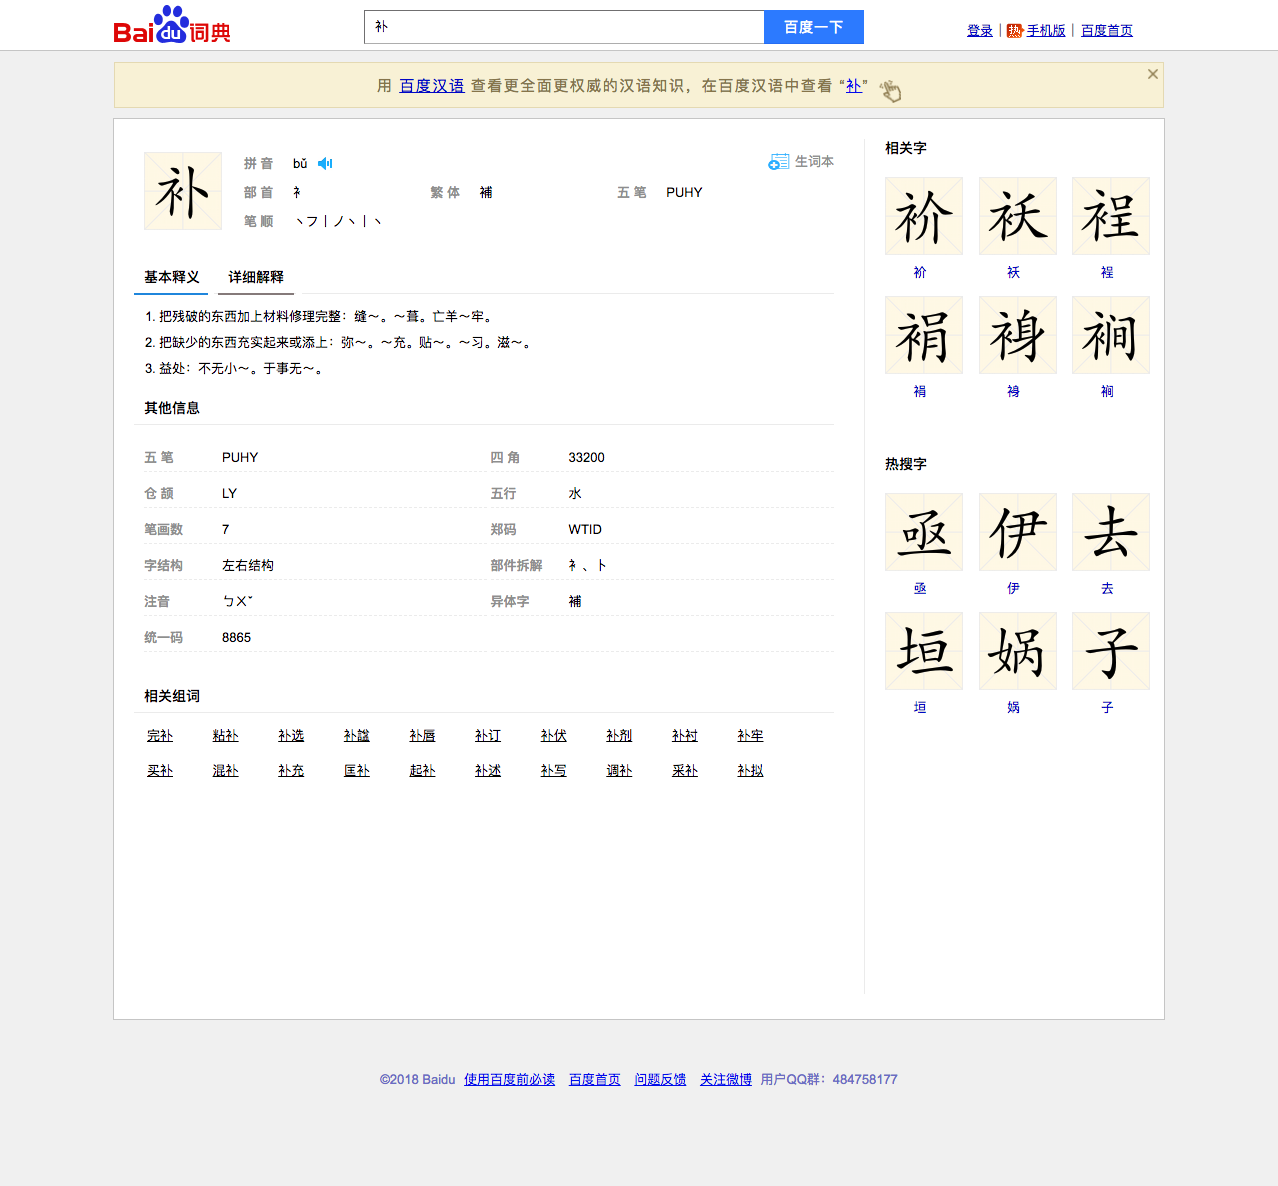 Bai du 词典
补
百度一下
登录 | 热 手机版 | 百度首页
用 百度汉语 查看更全面更权威的汉语知识，在百度汉语中查看 “补”
补
拼 音 bǔ
生词本
部 首 衤 繁 体 補 五 笔 PUHY
笔 顺 丶フ丨ノ丶丨丶
基本释义 详细解释
1. 把残破的东西加上材料修理完整：缝～。～葺。亡羊～牢。
2. 把缺少的东西充实起来或添上：弥～。～充。贴～。～习。滋～。
3. 益处：不无小～。于事无～。
其他信息
五 笔 PUHY 四 角 33200
仓 颉 LY 五行 水
笔画数 7 郑码 WTID
字结构 左右结构 部件拆解 衤、卜
注音 ㄅㄨˇ 异体字 補
统一码 8865
相关组词
完补 粘补 补选 补諡 补唇 补订 补伏 补剂 补衬 补牢
买补 混补 补充 匡补 起补 补述 补写 调补 采补 补拟
相关字
衸 袄 裎
衸 袄 裎
裐 裑 裥
裐 裑 裥
热搜字
亟 伊 去
亟 伊 去
垣 娲 子
垣 娲 子
©2018 Baidu 使用百度前必读 百度首页 问题反馈 关注微博 用户QQ群：484758177